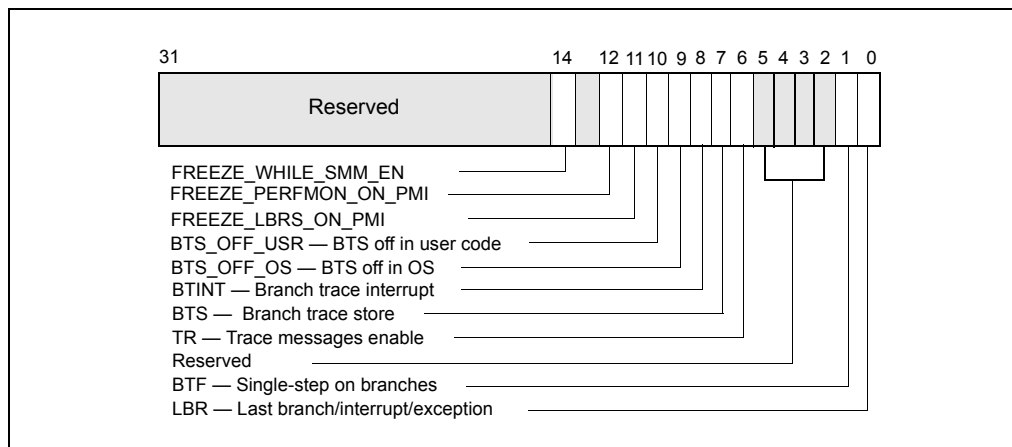 31 14 12 11 10 9 8 7 6 5 4 3 2 1 0
Reserved
FREEZE_WHILE_SMM_EN
FREEZE_PERFMON_ON_PMI
FREEZE_LBRS_ON_PMI
BTS_OFF_USR — BTS off in user code
BTS_OFF_OS — BTS off in OS
BTINT — Branch trace interrupt
BTS — Branch trace store
TR — Trace messages enable
Reserved
BTF — Single-step on branches
LBR — Last branch/interrupt/exception